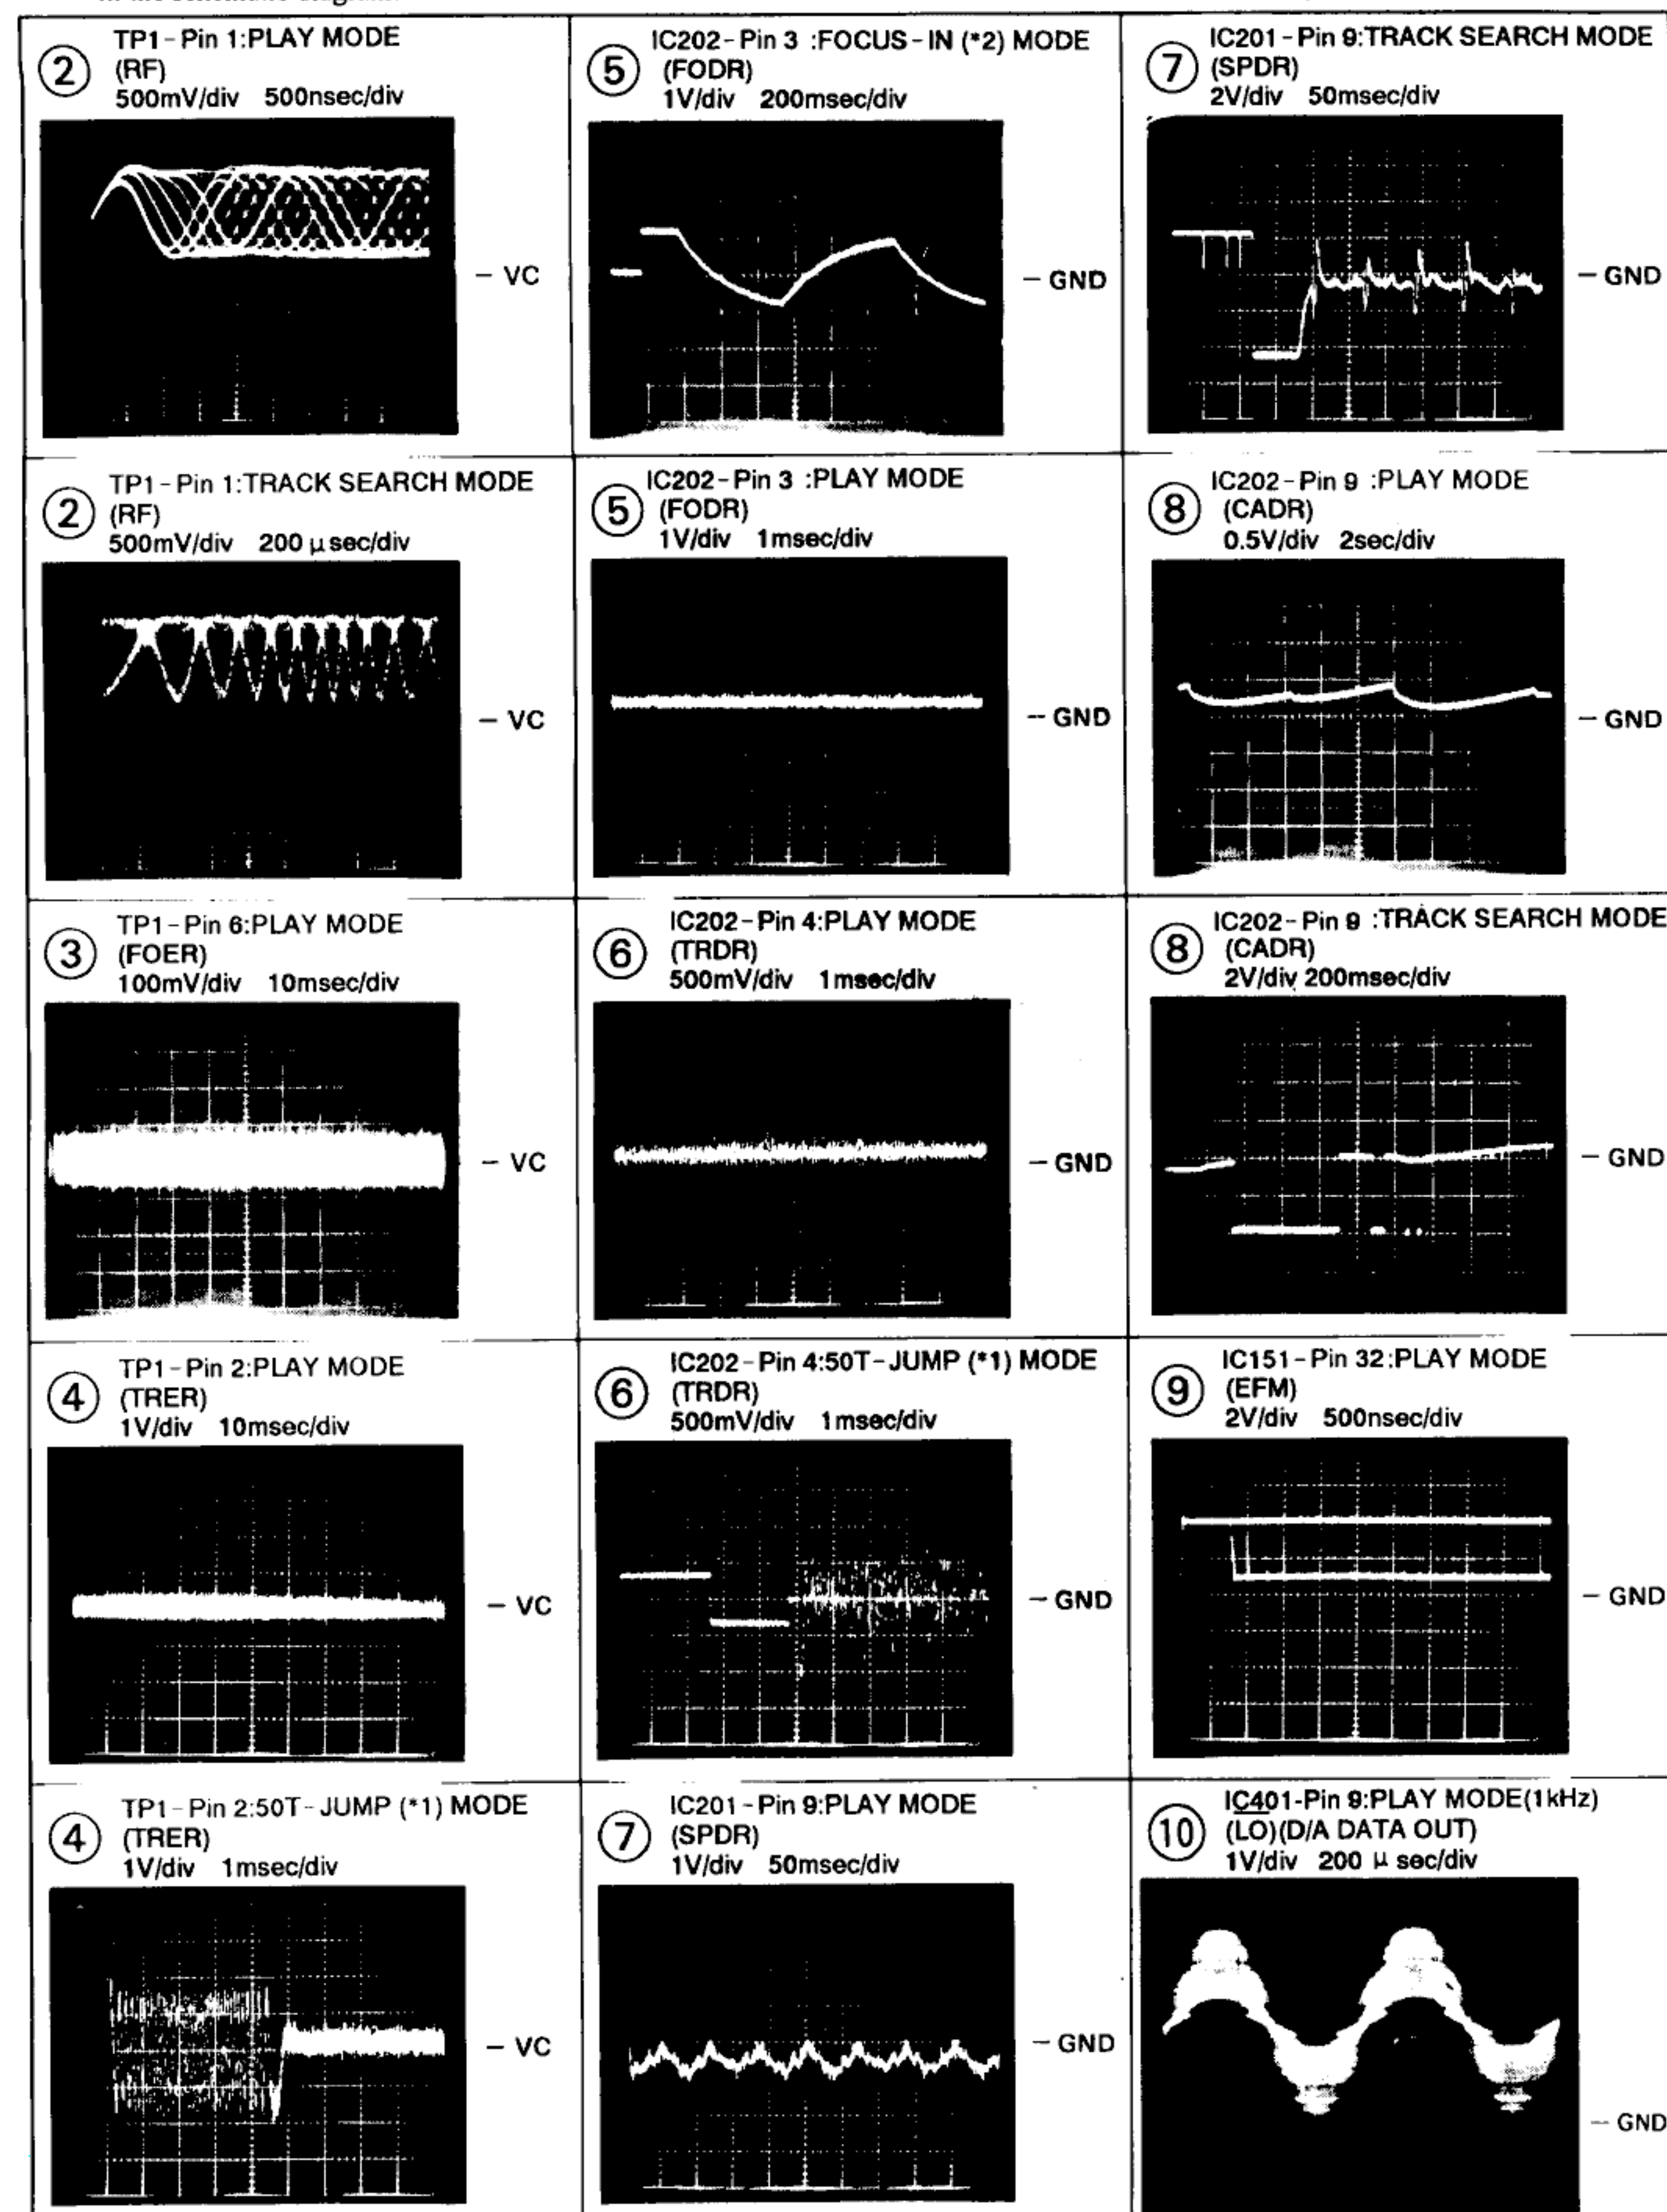 ②
TP1-Pin 1:PLAY MODE
(RF)
500mV/div 500nsec/div
- VC
⑤
IC202-Pin 3 :FOCUS-IN (*2) MODE
(FODR)
1V/div 200msec/div
- GND
⑦
IC201-Pin 9:TRACK SEARCH MODE
(SPDR)
2V/div 50msec/div
- GND
②
TP1-Pin 1:TRACK SEARCH MODE
(RF)
500mV/div 200 μsec/div
- VC
⑤
IC202-Pin 3 :PLAY MODE
(FODR)
1V/div 1msec/div
- GND
⑧
IC202-Pin 9 :PLAY MODE
(CADR)
0.5V/div 2sec/div
- GND
③
TP1-Pin 6:PLAY MODE
(FOER)
100mV/div 10msec/div
- VC
⑥
IC202-Pin 4:PLAY MODE
(TRDR)
500mV/div 1msec/div
- GND
⑧
IC202-Pin 9 :TRACK SEARCH MODE
(CADR)
2V/div 200msec/div
- GND
④
TP1-Pin 2:PLAY MODE
(TRER)
1V/div 10msec/div
- VC
⑥
IC202-Pin 4:50T-JUMP (*1) MODE
(TRDR)
500mV/div 1msec/div
- GND
⑨
IC151-Pin 32:PLAY MODE
(EFM)
2V/div 500nsec/div
- GND
④
TP1-Pin 2:50T-JUMP (*1) MODE
(TRER)
1V/div 1msec/div
- VC
⑦
IC201-Pin 9:PLAY MODE
(SPDR)
1V/div 50msec/div
- GND
⑩
IC401-Pin 9:PLAY MODE(1kHz)
(LO)(D/A DATA OUT)
1V/div 200 μ sec/div
- GND